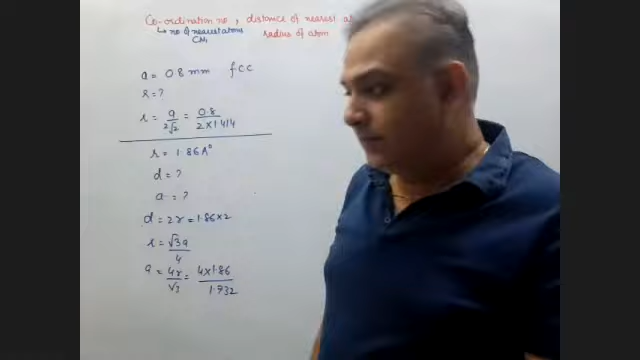 Co-ordination no, distance of nearest
↳ no of nearest atoms radius of atom
CN
a = 0.8 mm fCC
r = ?
r = a/2√2 = 0.8/2×1.414
r = 1.86 A°
d = ?
a = ?
d = 2r = 1.86×2
r = √3a/4
a = 4r/√3 = 4×1.86/1.732